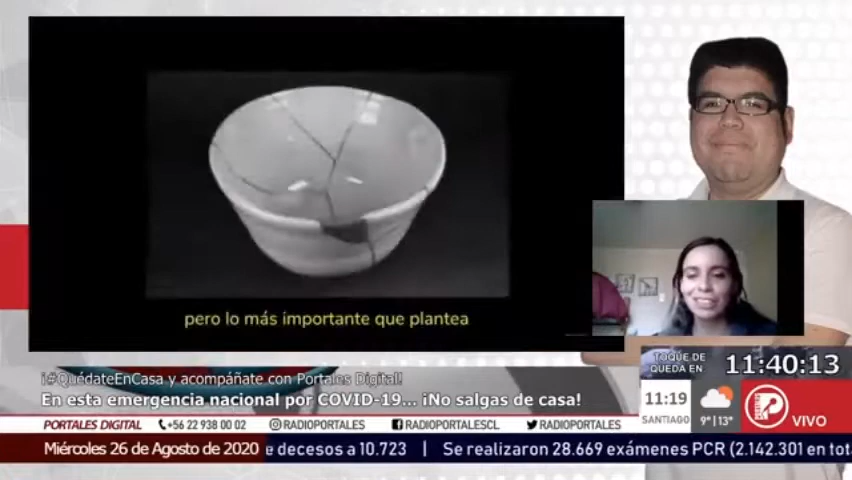 pero lo más importante que plantea
¡#QuédateEnCasa y acompáñate con Portales Digital!
En esta emergencia nacional por COVID-19... ¡No salgas de casa!
TOQUE DE
QUEDA EN
11:40:13
11:19
SANTIAGO
9° | 13°
VIVO
PORTALES DIGITAL
+56 22 938 00 02
RADIOPORTALES
RADIOPORTALESCL
RADIOPORTALES
Miércoles 26 de Agosto de 2020
e decesos a 10.723 | Se realizaron 28.669 exámenes PCR (2.142.301 en tot